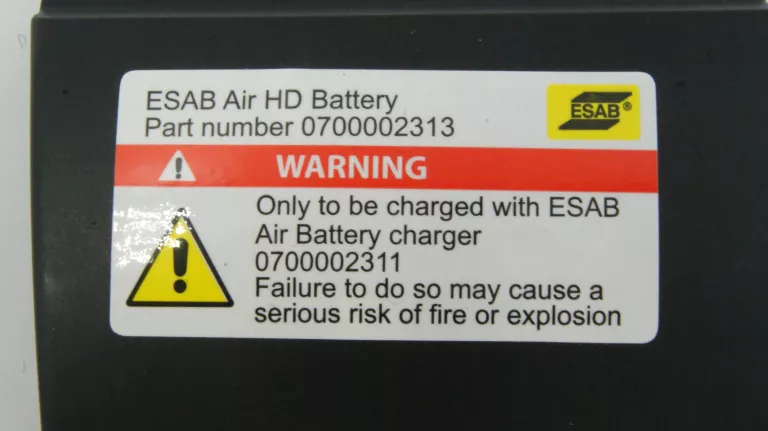 ESAB Air HD Battery
Part number 0700002313
ESAB®
WARNING
Only to be charged with ESAB
Air Battery charger
0700002311
Failure to do so may cause a
serious risk of fire or explosion